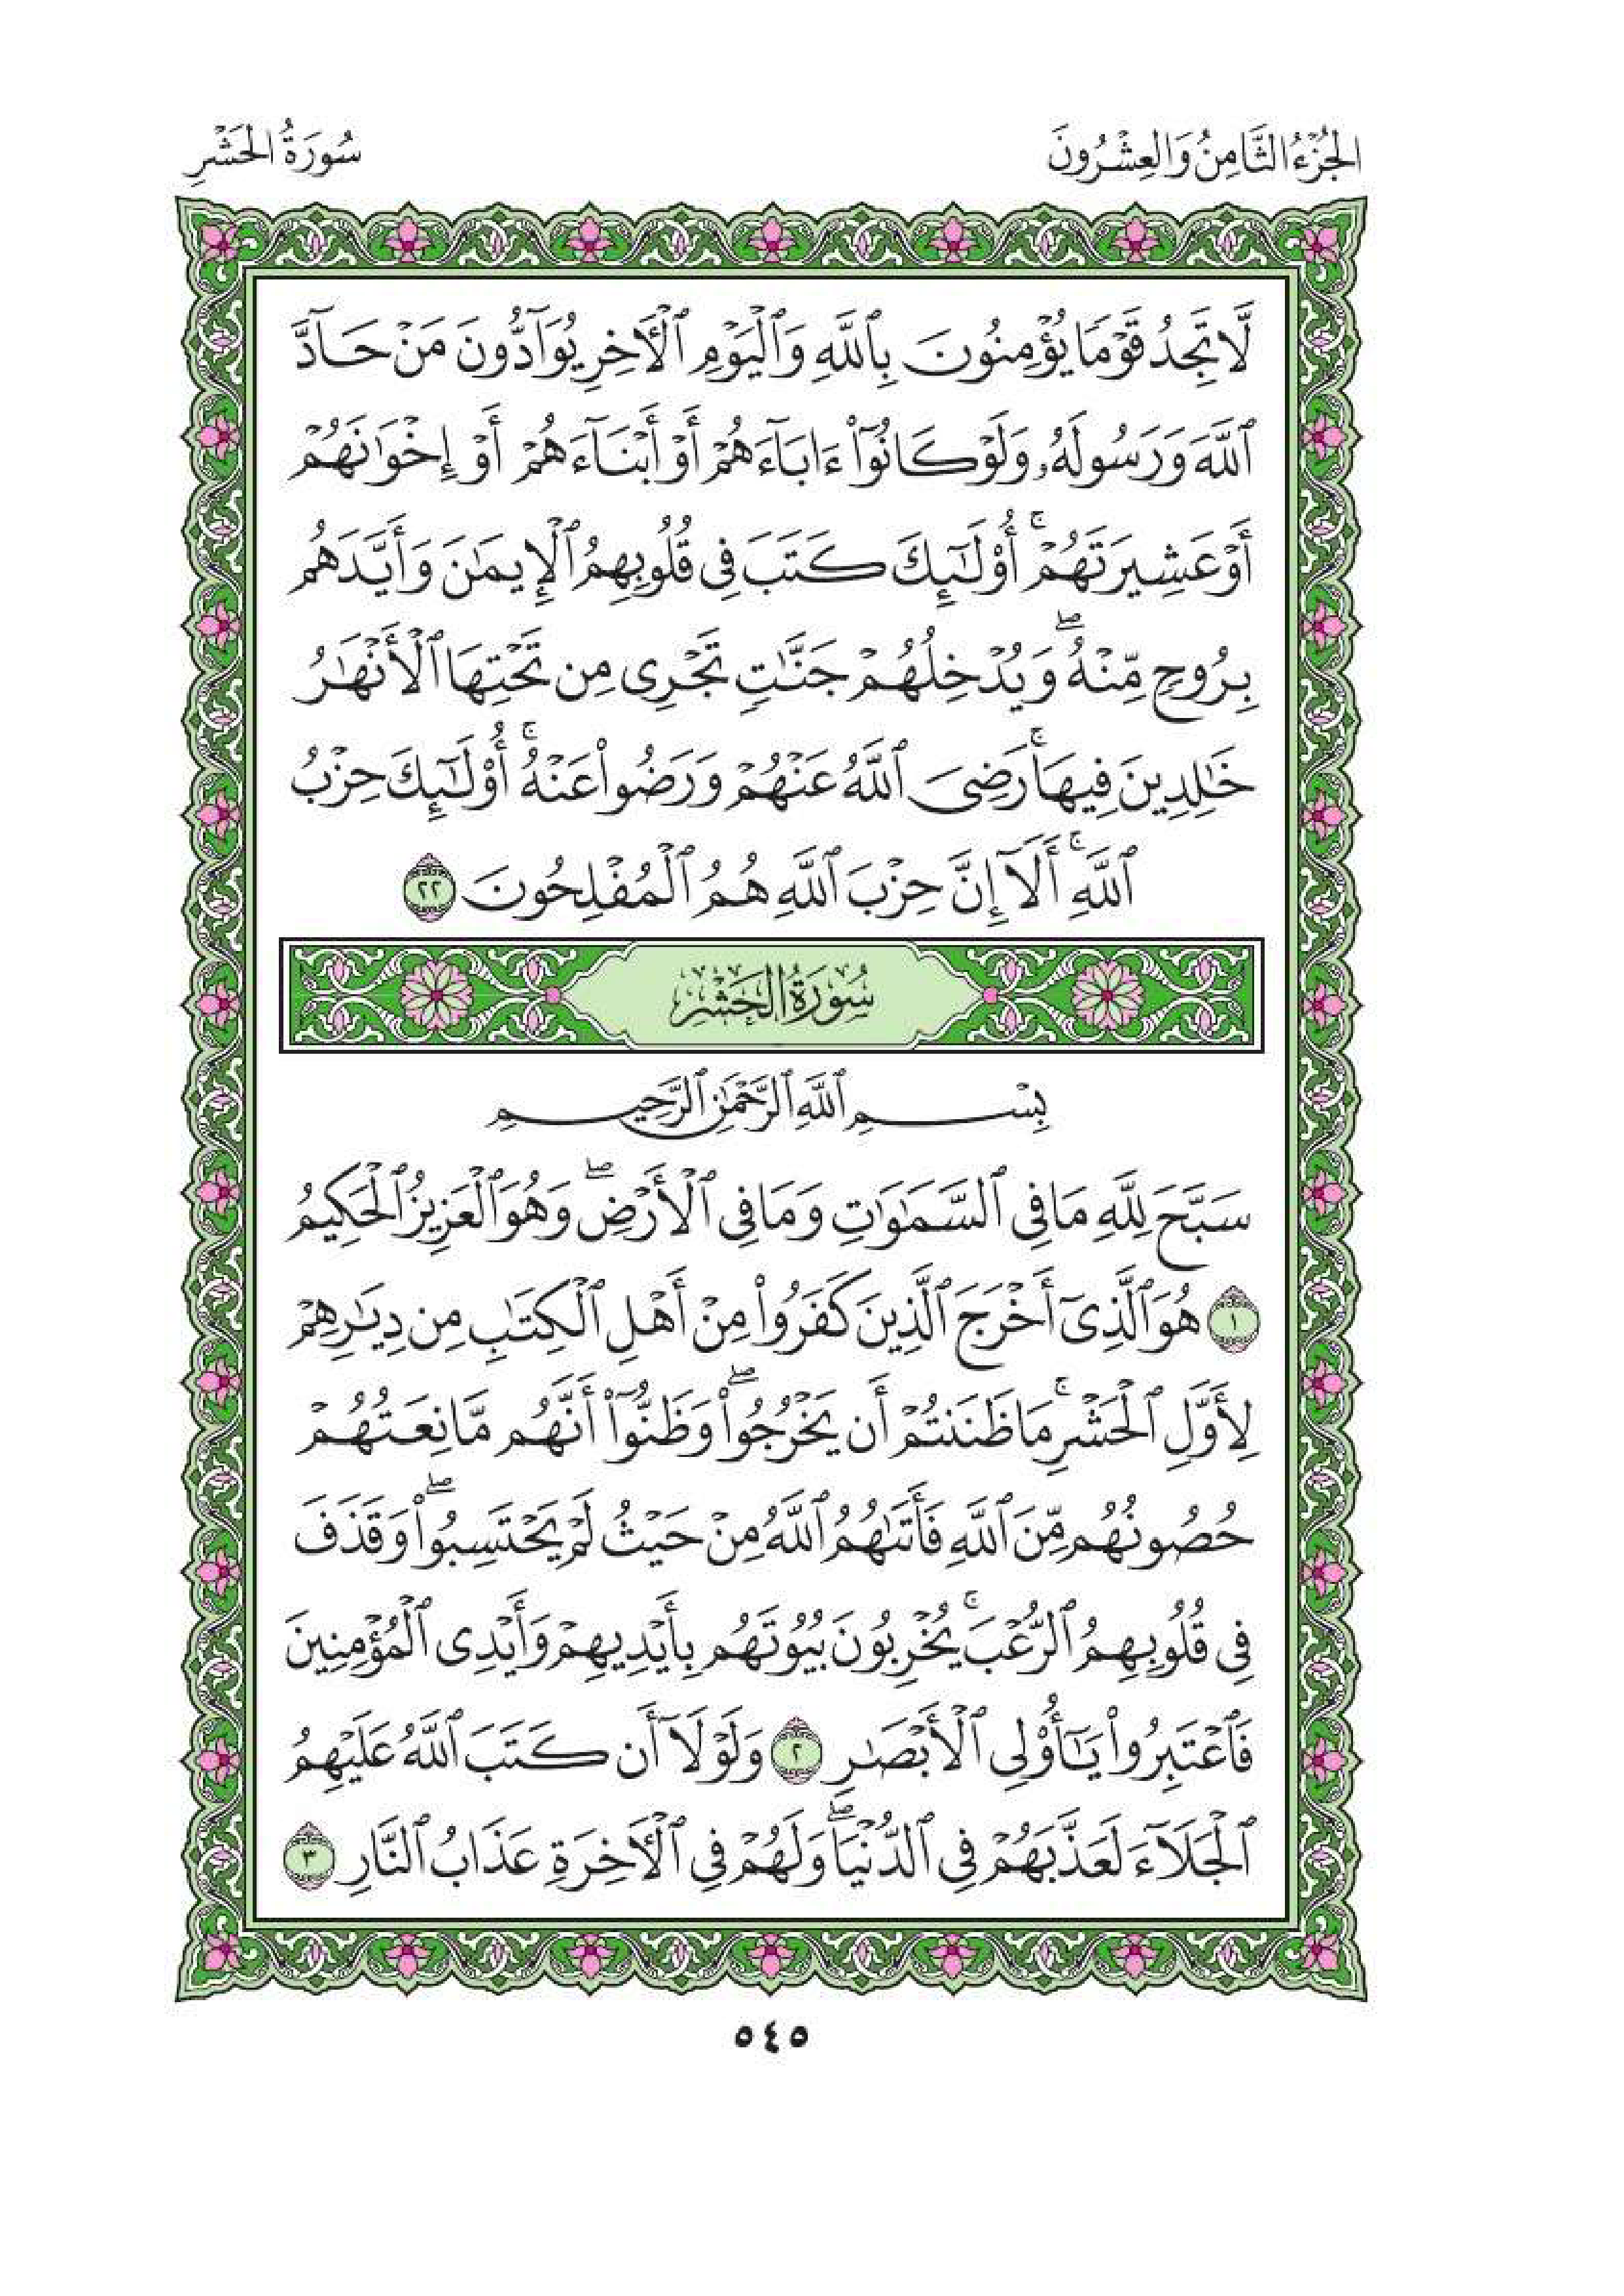 الجُزْءُ الثَّامِنُ وَالعِشْرُونَ
سُورَةُ الحَشْرِ
لَّا تَجِدُ قَوْمًا يُؤْمِنُونَ بِٱللَّهِ وَٱلْيَوْمِ ٱلْأٓخِرِ يُوَآدُّونَ مَنْ حَآدَّ
ٱللَّهَ وَرَسُولَهُۥ وَلَوْ كَانُوٓا۟ ءَابَآءَهُمْ أَوْ أَبْنَآءَهُمْ أَوْ إِخْوَٰنَهُمْ
أَوْ عَشِيرَتَهُمْ ۚ أُو۟لَٰٓئِكَ كَتَبَ فِى قُلُوبِهِمُ ٱلْإِيمَٰنَ وَأَيَّدَهُم
بِرُوحٍ مِّنْهُ ۖ وَيُدْخِلُهُمْ جَنَّٰتٍ تَجْرِى مِن تَحْتِهَا ٱلْأَنْهَٰرُ
خَٰلِدِينَ فِيهَا ۚ رَضِىَ ٱللَّهُ عَنْهُمْ وَرَضُوا۟ عَنْهُ ۚ أُو۟لَٰٓئِكَ حِزْبُ
ٱللَّهِ ۚ أَلَآ إِنَّ حِزْبَ ٱللَّهِ هُمُ ٱلْمُفْلِحُونَ ٢٢
سُورَةُ الحَشْرِ
بِسْمِ ٱللَّهِ ٱلرَّحْمَٰنِ ٱلرَّحِيمِ
سَبَّحَ لِلَّهِ مَا فِى ٱلسَّمَٰوَٰتِ وَمَا فِى ٱلْأَرْضِ ۖ وَهُوَ ٱلْعَزِيزُ ٱلْحَكِيمُ
١ هُوَ ٱلَّذِىٓ أَخْرَجَ ٱلَّذِينَ كَفَرُوا۟ مِنْ أَهْلِ ٱلْكِتَٰبِ مِن دِيَٰرِهِمْ
لِأَوَّلِ ٱلْحَشْرِ ۚ مَا ظَنَنتُمْ أَن يَخْرُجُوا۟ ۖ وَظَنُّوٓا۟ أَنَّهُم مَّانِعَتُهُمْ
حُصُونُهُم مِّنَ ٱللَّهِ فَأَتَىٰهُمُ ٱللَّهُ مِنْ حَيْثُ لَمْ يَحْتَسِبُوا۟ ۖ وَقَذَفَ
فِى قُلُوبِهِمُ ٱلرُّعْبَ ۚ يُخْرِبُونَ بُيُوتَهُم بِأَيْدِيهِمْ وَأَيْدِى ٱلْمُؤْمِنِينَ
فَٱعْتَبِرُوا۟ يَٰٓأُو۟لِى ٱلْأَبْصَٰرِ ٢ وَلَوْلَآ أَن كَتَبَ ٱللَّهُ عَلَيْهِمُ
ٱلْجَلَآءَ لَعَذَّبَهُمْ فِى ٱلدُّنْيَا ۖ وَلَهُمْ فِى ٱلْأٓخِرَةِ عَذَابُ ٱلنَّارِ ٣
٥٤٥